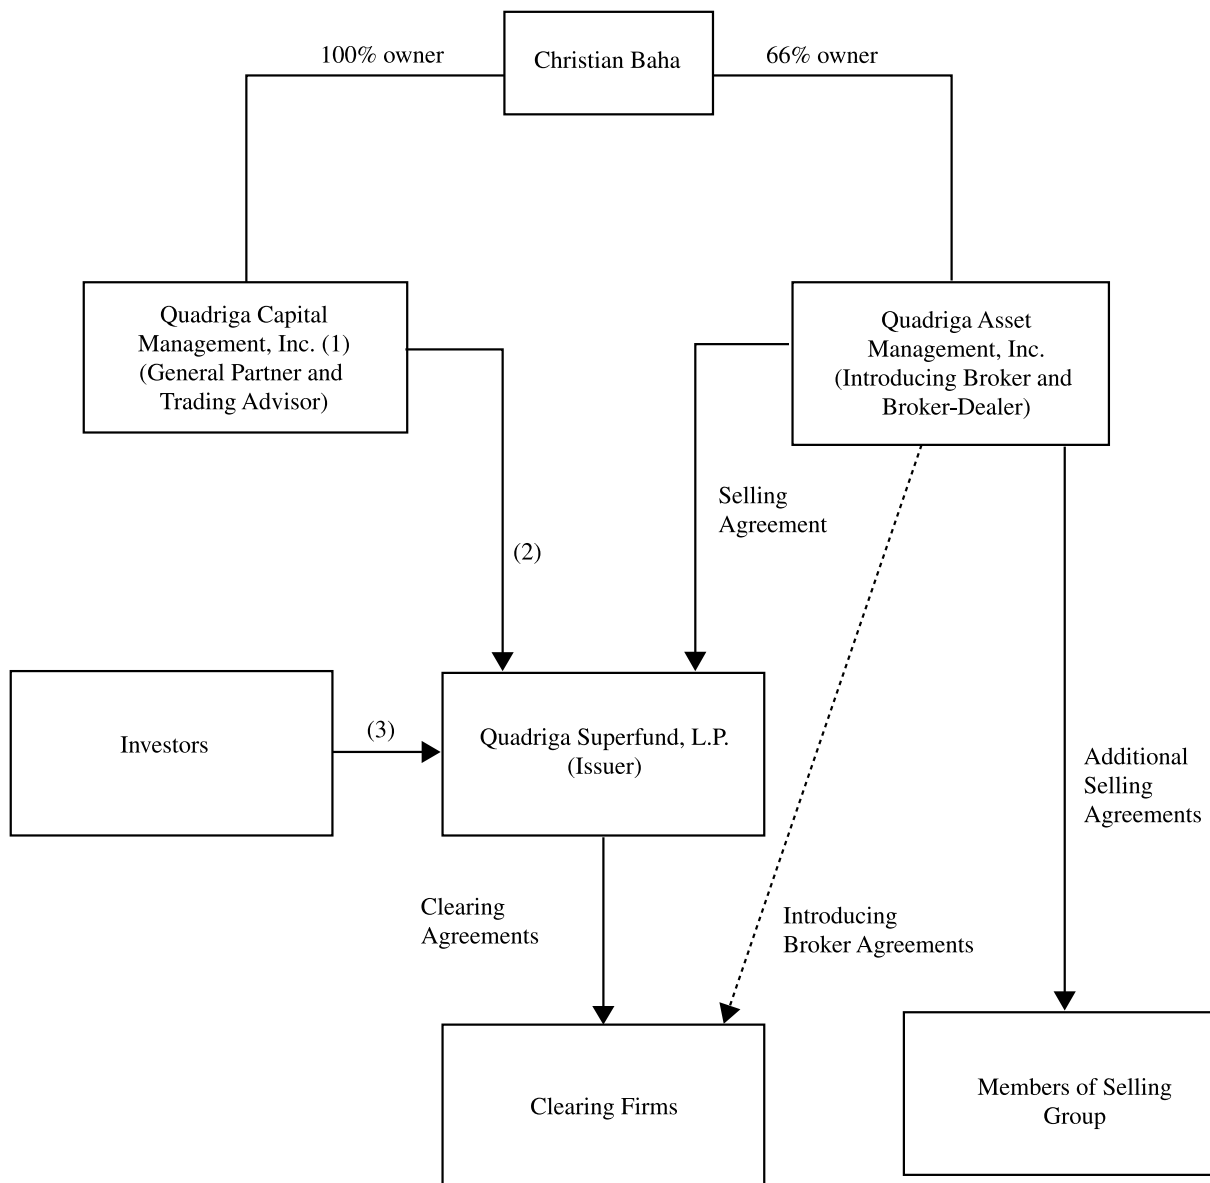 100% owner
Christian Baha
66% owner
Quadriga Capital
Management, Inc. (1)
(General Partner and
Trading Advisor)
Quadriga Asset
Management, Inc.
(Introducing Broker and
Broker-Dealer)
Selling
Agreement
(2)
Investors
(3)
Quadriga Superfund, L.P.
(Issuer)
Additional
Selling
Agreements
Clearing
Agreements
Introducing
Broker Agreements
Clearing Firms
Members of Selling
Group